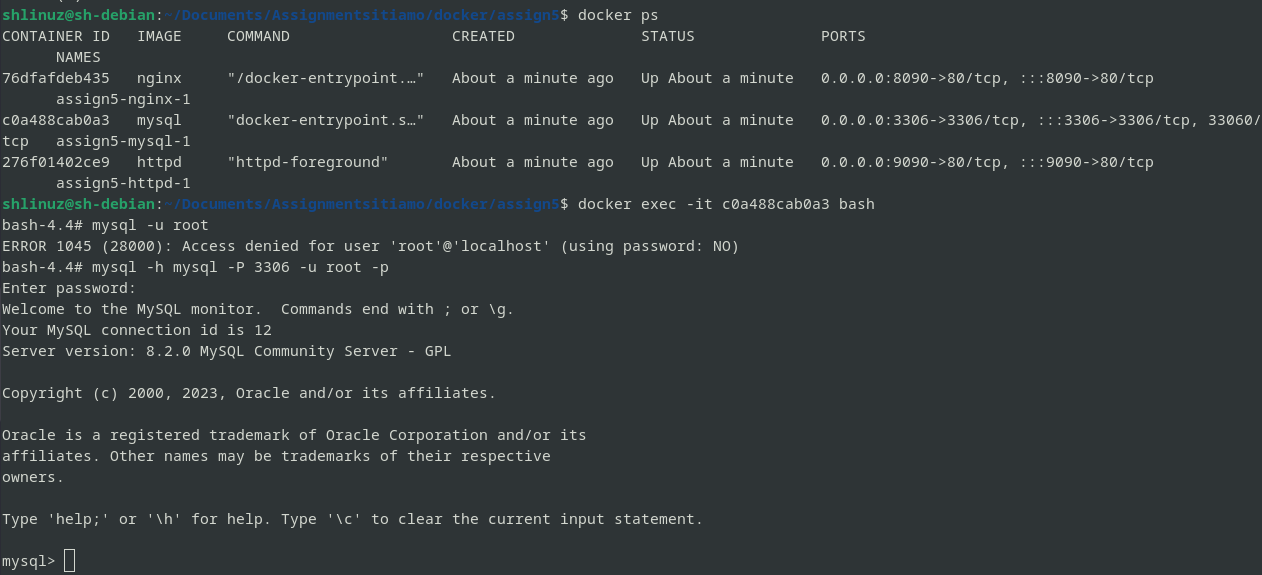 shlinuz@sh-debian:~/Documents/Assignmentsitiamo/docker/assign5$ docker ps
CONTAINER ID   IMAGE     COMMAND                  CREATED              STATUS              PORTS
      NAMES
76dfafdeb435   nginx     "/docker-entrypoint.…"   About a minute ago   Up About a minute   0.0.0.0:8090->80/tcp, :::8090->80/tcp
      assign5-nginx-1
c0a488cab0a3   mysql     "docker-entrypoint.s…"   About a minute ago   Up About a minute   0.0.0.0:3306->3306/tcp, :::3306->3306/tcp, 33060/
tcp   assign5-mysql-1
276f01402ce9   httpd     "httpd-foreground"       About a minute ago   Up About a minute   0.0.0.0:9090->80/tcp, :::9090->80/tcp
      assign5-httpd-1
shlinuz@sh-debian:~/Documents/Assignmentsitiamo/docker/assign5$ docker exec -it c0a488cab0a3 bash
bash-4.4# mysql -u root
ERROR 1045 (28000): Access denied for user 'root'@'localhost' (using password: NO)
bash-4.4# mysql -h mysql -P 3306 -u root -p
Enter password:
Welcome to the MySQL monitor.  Commands end with ; or \g.
Your MySQL connection id is 12
Server version: 8.2.0 MySQL Community Server - GPL

Copyright (c) 2000, 2023, Oracle and/or its affiliates.

Oracle is a registered trademark of Oracle Corporation and/or its
affiliates. Other names may be trademarks of their respective
owners.

Type 'help;' or '\h' for help. Type '\c' to clear the current input statement.

mysql>